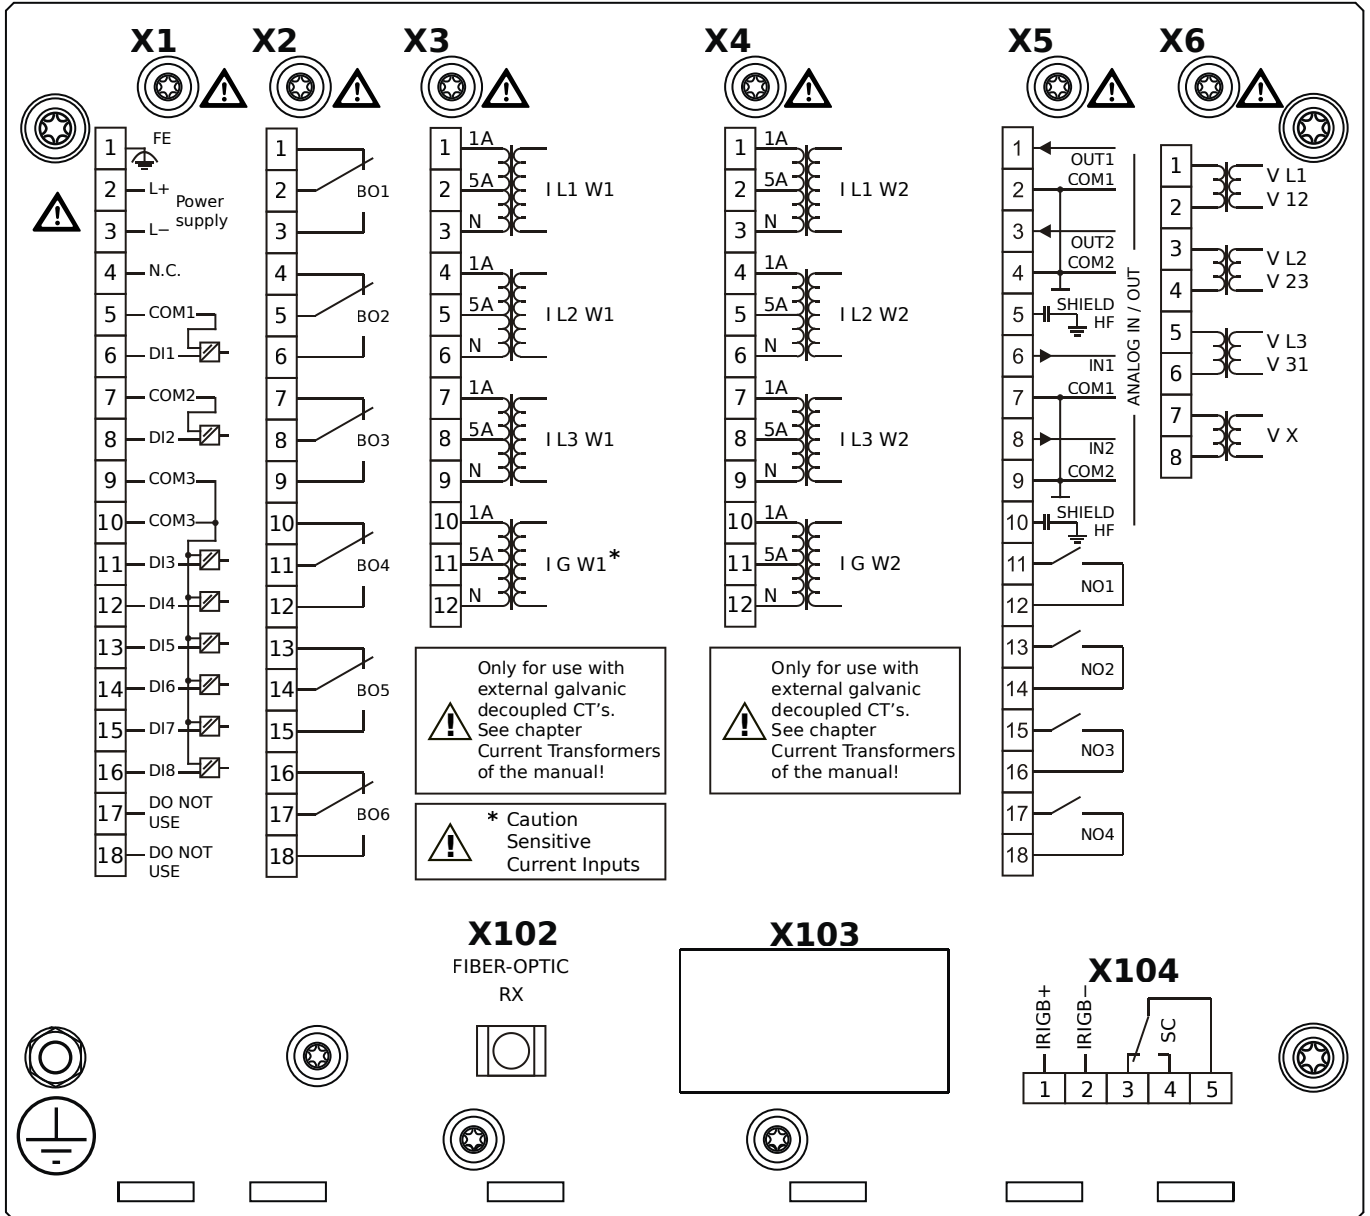 X1
1
FE
2
L+
Power
supply
3
L−
4
N.C.
5
COM1
6
DI1
7
COM2
8
DI2
9
COM3
10
COM3
11
DI3
12
DI4
13
DI5
14
DI6
15
DI7
16
DI8
17
DO NOT
USE
18
DO NOT
USE
X2
1
2
BO1
3
4
5
BO2
6
7
8
BO3
9
10
11
BO4
12
13
14
BO5
15
16
17
BO6
18
X3
1
1A
2
5A
I L1 W1
3
N
4
1A
5
5A
I L2 W1
6
N
7
1A
8
5A
I L3 W1
9
N
10
1A
11
5A
I G W1*
12
N
Only for use with
external galvanic
decoupled CT's.
See chapter
Current Transformers
of the manual!
* Caution
Sensitive
Current Inputs
X4
1
1A
2
5A
I L1 W2
3
N
4
1A
5
5A
I L2 W2
6
N
7
1A
8
5A
I L3 W2
9
N
10
1A
11
5A
I G W2
12
N
Only for use with
external galvanic
decoupled CT's.
See chapter
Current Transformers
of the manual!
X5
1
OUT1
2
COM1
3
OUT2
4
COM2
5
SHIELD
HF
6
IN1
7
COM1
8
IN2
9
COM2
10
SHIELD
HF
ANALOG IN / OUT
11
NO1
12
13
NO2
14
15
NO3
16
17
NO4
18
X6
1
V L1
2
V 12
3
V L2
4
V 23
5
V L3
6
V 31
7
V X
8
X102
FIBER-OPTIC
RX
X103
X104
IRIGB+
IRIGB−
SC
1
2
3
4
5